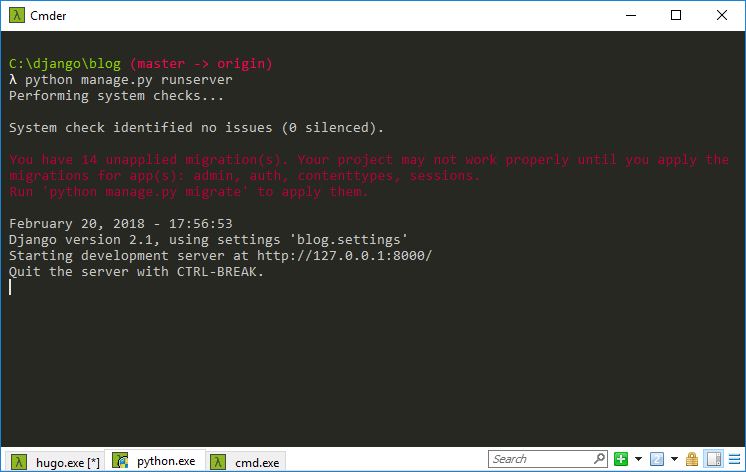 Cmder
C:\django\blog (master -> origin)
λ python manage.py runserver
Performing system checks...
System check identified no issues (0 silenced).
You have 14 unapplied migration(s). Your project may not work properly until you apply the
migrations for app(s): admin, auth, contenttypes, sessions.
Run 'python manage.py migrate' to apply them.
February 20, 2018 - 17:56:53
Django version 2.1, using settings 'blog.settings'
Starting development server at http://127.0.0.1:8000/
Quit the server with CTRL-BREAK.
hugo.exe [*] python.exe cmd.exe Search